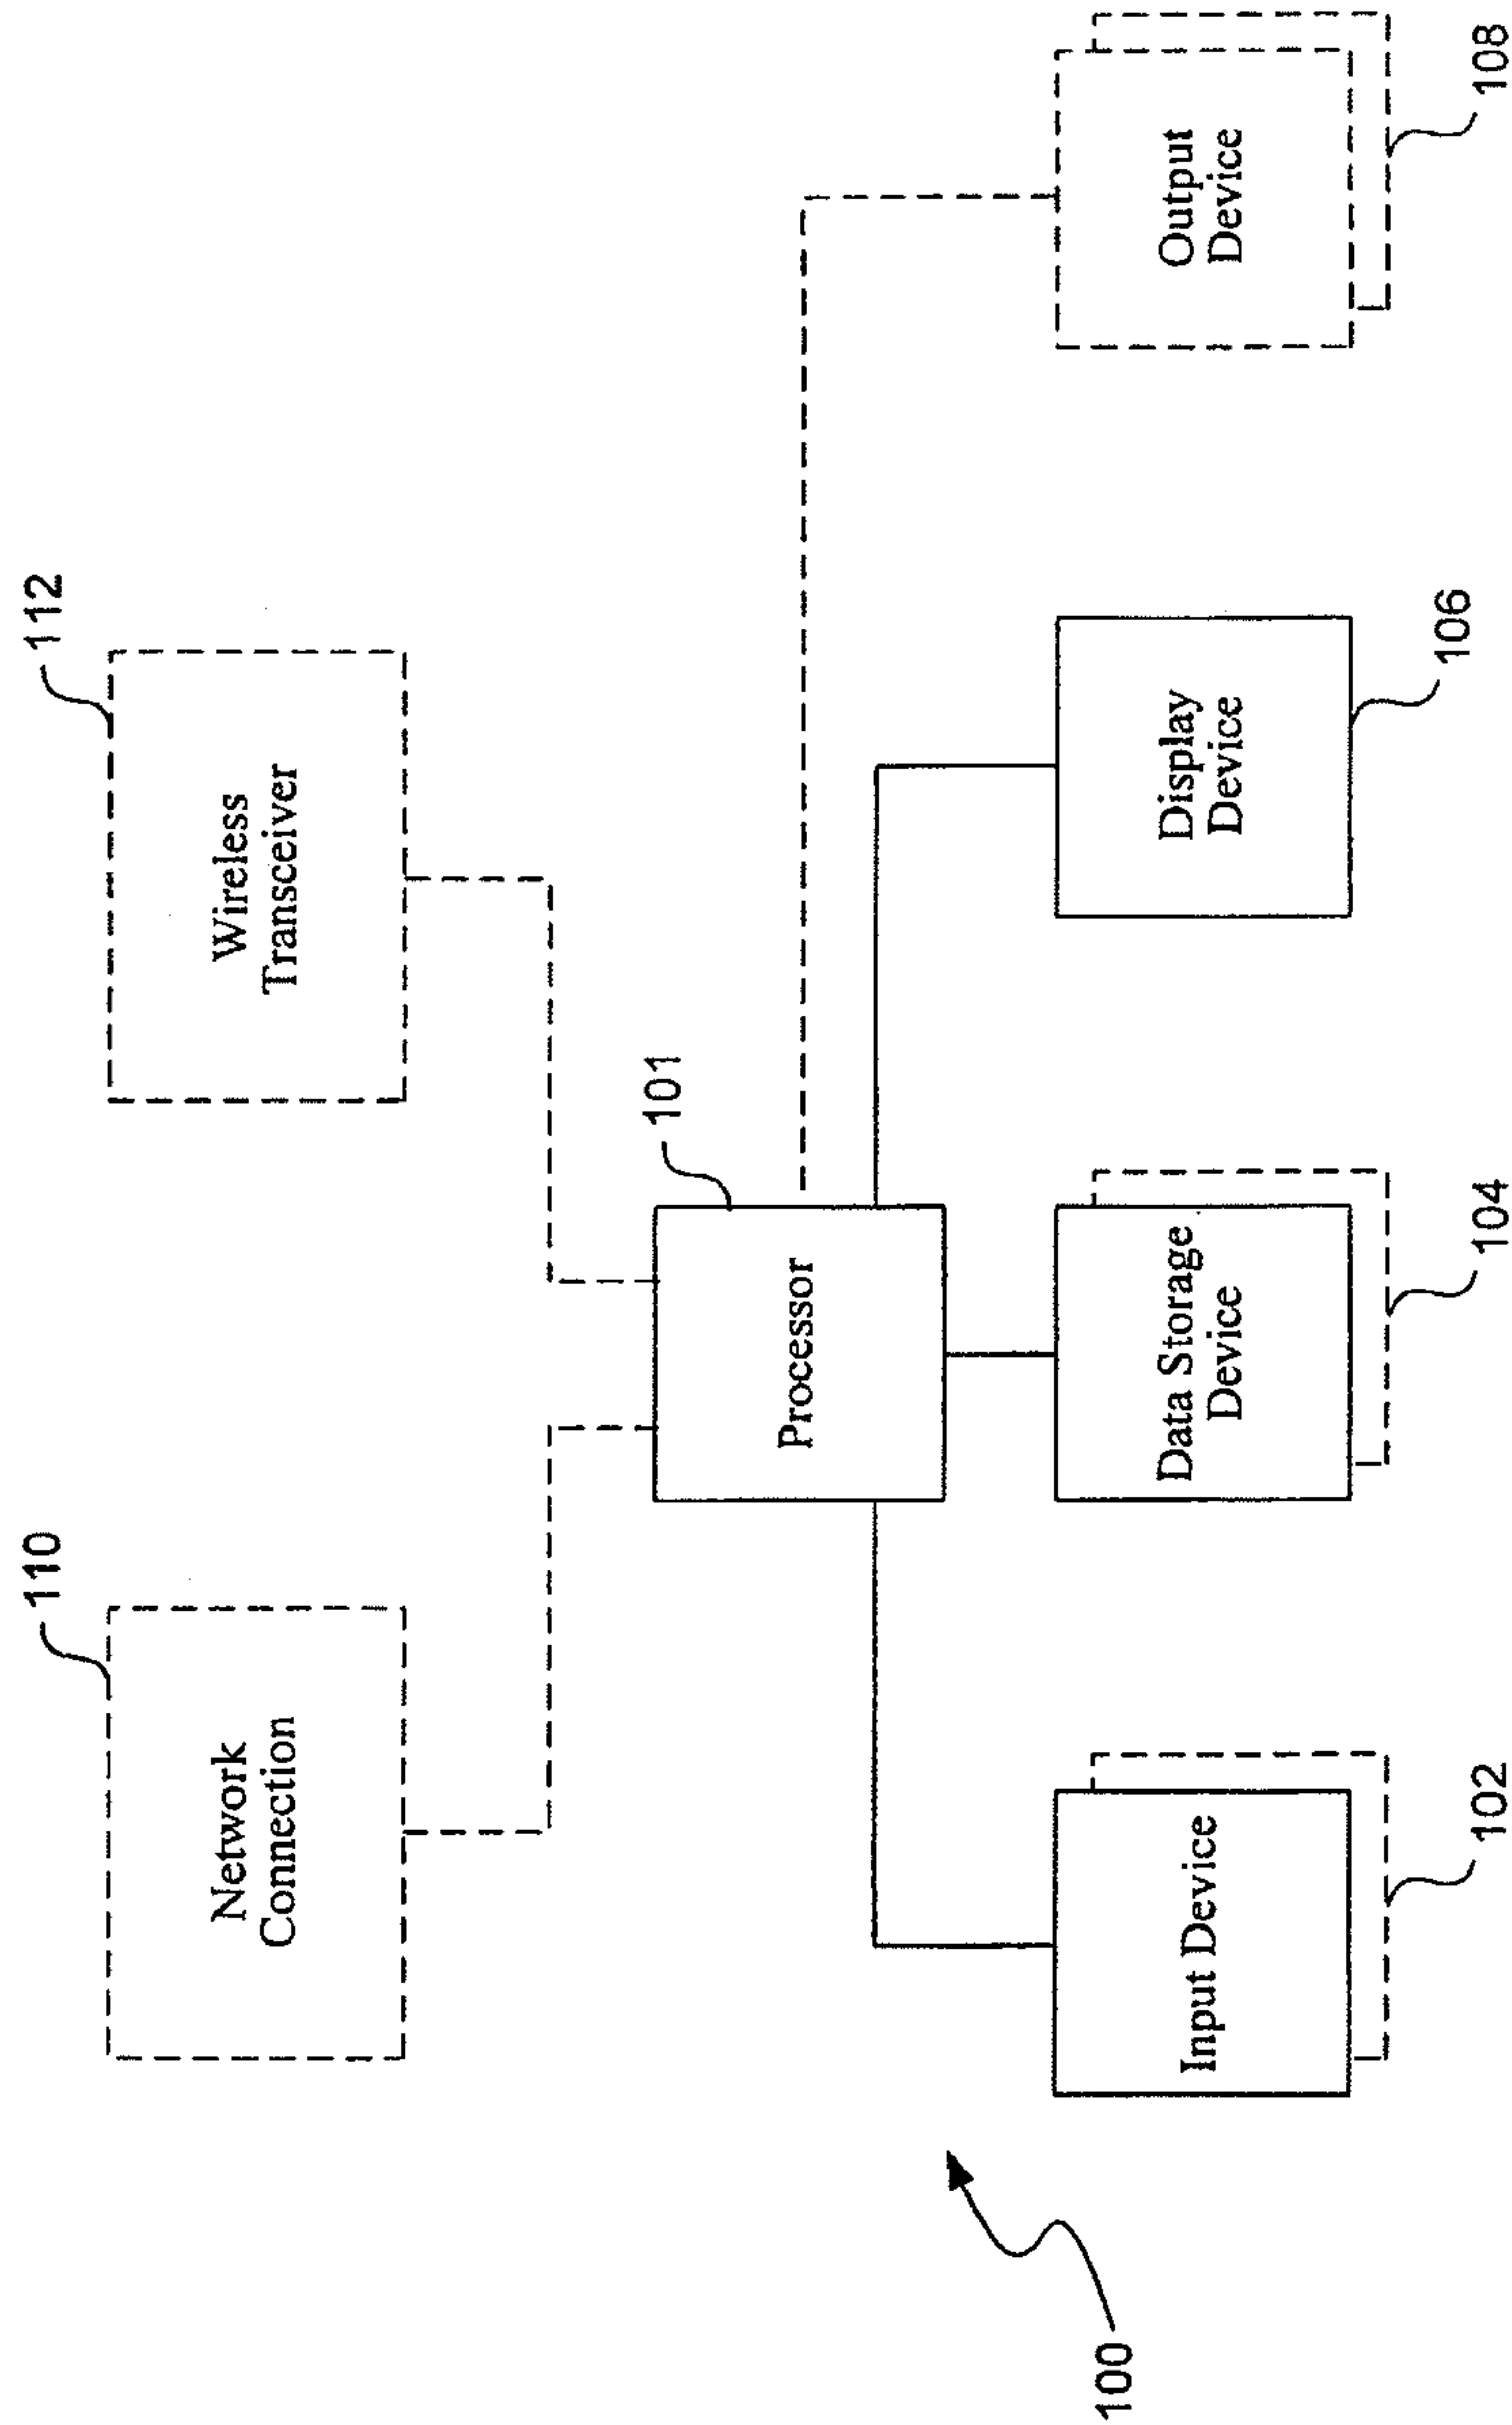 110
112
Network
Connection
Wireless
Transceiver
101
Processor
Input Device
Data Storage
Device
Display
Device
Output
Device
100
102
104
106
108